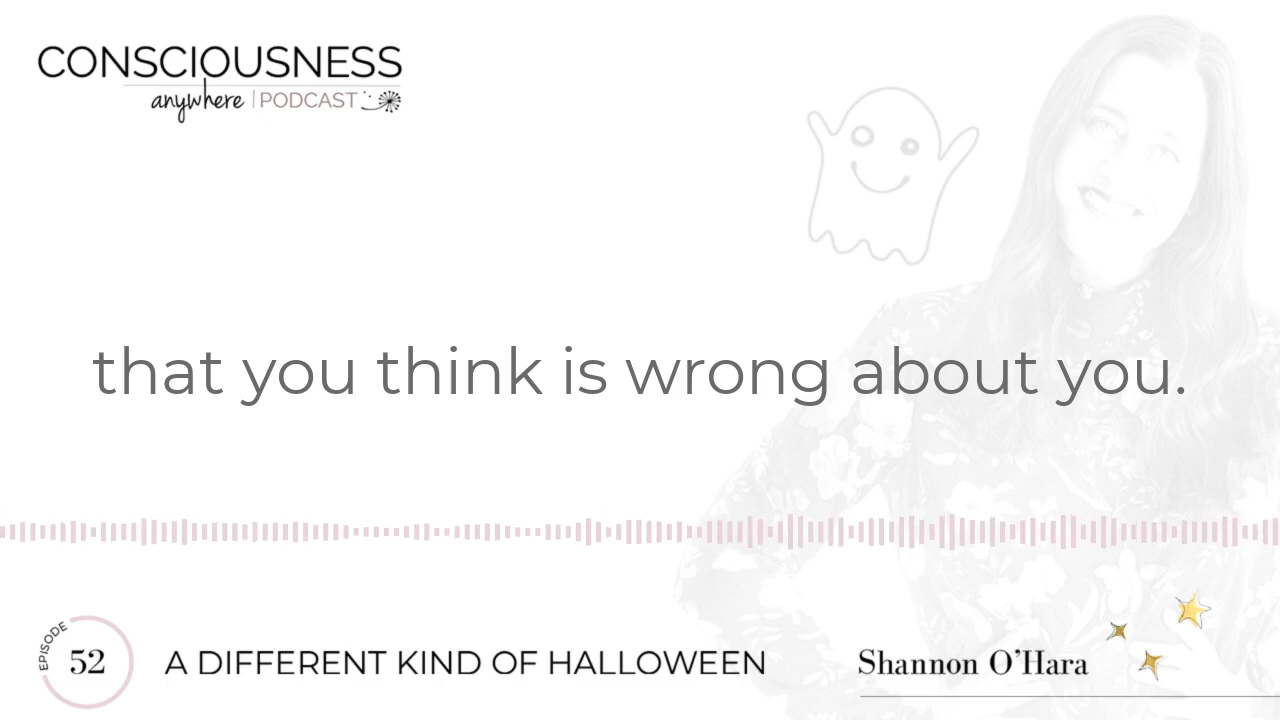 CONSCIOUSNESS
anywhere | PODCAST
that you think is wrong about you.
EPISODE
52
A DIFFERENT KIND OF HALLOWEEN
Shannon O'Hara